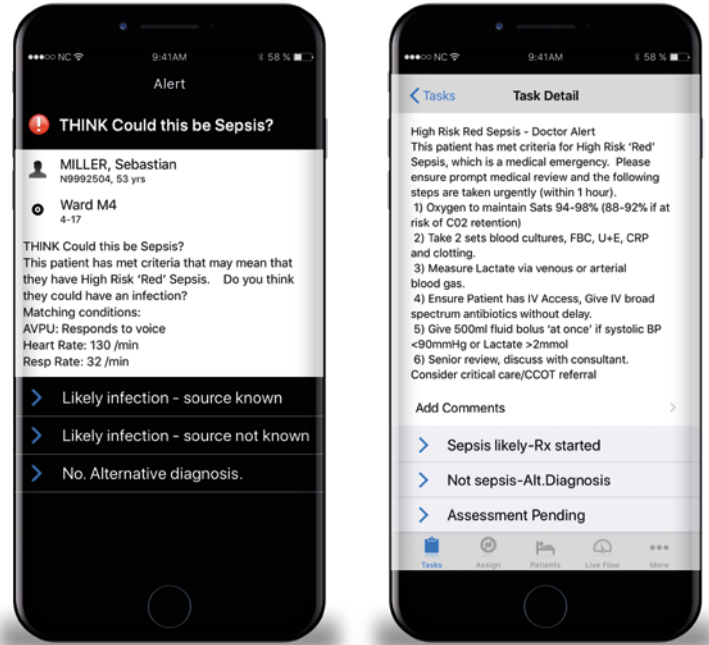 ●●●○○ NC 9:41AM 58 %
Alert
THINK Could this be Sepsis?
MILLER, Sebastian
N9992504, 53 yrs
Ward M4
4-17
THINK Could this be Sepsis?
This patient has met criteria that may mean that
they have High Risk 'Red' Sepsis. Do you think
they could have an infection?
Matching conditions:
AVPU: Responds to voice
Heart Rate: 130 /min
Resp Rate: 32 /min
Likely infection - source known
Likely infection - source not known
No. Alternative diagnosis.
●●●○○ NC 9:41AM 58 %
Tasks Task Detail
High Risk Red Sepsis - Doctor Alert
This patient has met criteria for High Risk 'Red'
Sepsis, which is a medical emergency. Please
ensure prompt medical review and the following
steps are taken urgently (within 1 hour).
1) Oxygen to maintain Sats 94-98% (88-92% if at
risk of C02 retention)
2) Take 2 sets blood cultures, FBC, U+E, CRP
and clotting.
3) Measure Lactate via venous or arterial
blood gas.
4) Ensure Patient has IV Access, Give IV broad
spectrum antibiotics without delay.
5) Give 500ml fluid bolus 'at once' if systolic BP
<90mmHg or Lactate >2mmol
6) Senior review, discuss with consultant.
Consider critical care/CCOT referral
Add Comments
Sepsis likely-Rx started
Not sepsis-Alt.Diagnosis
Assessment Pending
Tasks Assign Patients Live Flow More